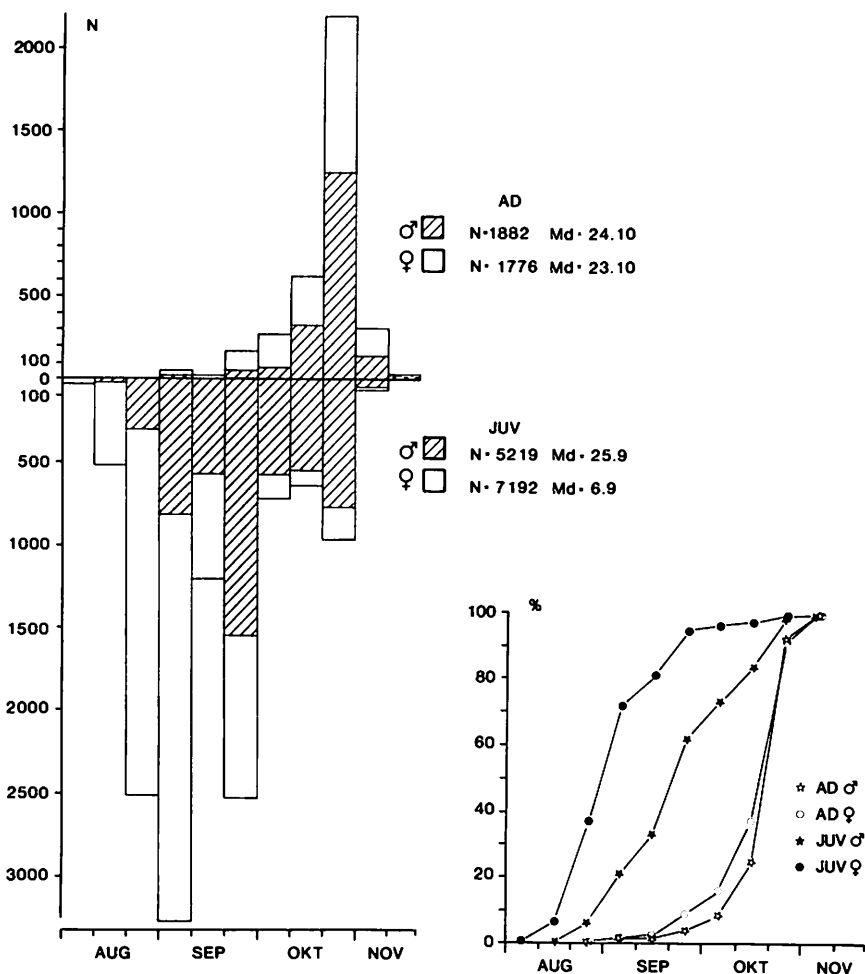 N
2000
1500
1000
500
100
0
100
500
1000
1500
2000
2500
3000
AUG SEP OKT NOV
AD
♂ N·1882 Md· 24.10
♀ N· 1776 Md· 23.10
JUV
♂ N·5219 Md· 25.9
♀ N·7192 Md· 6.9
%
100
80
60
40
20
0
AUG SEP OKT NOV
☆ AD ♂
○ AD ♀
★ JUV ♂
● JUV ♀